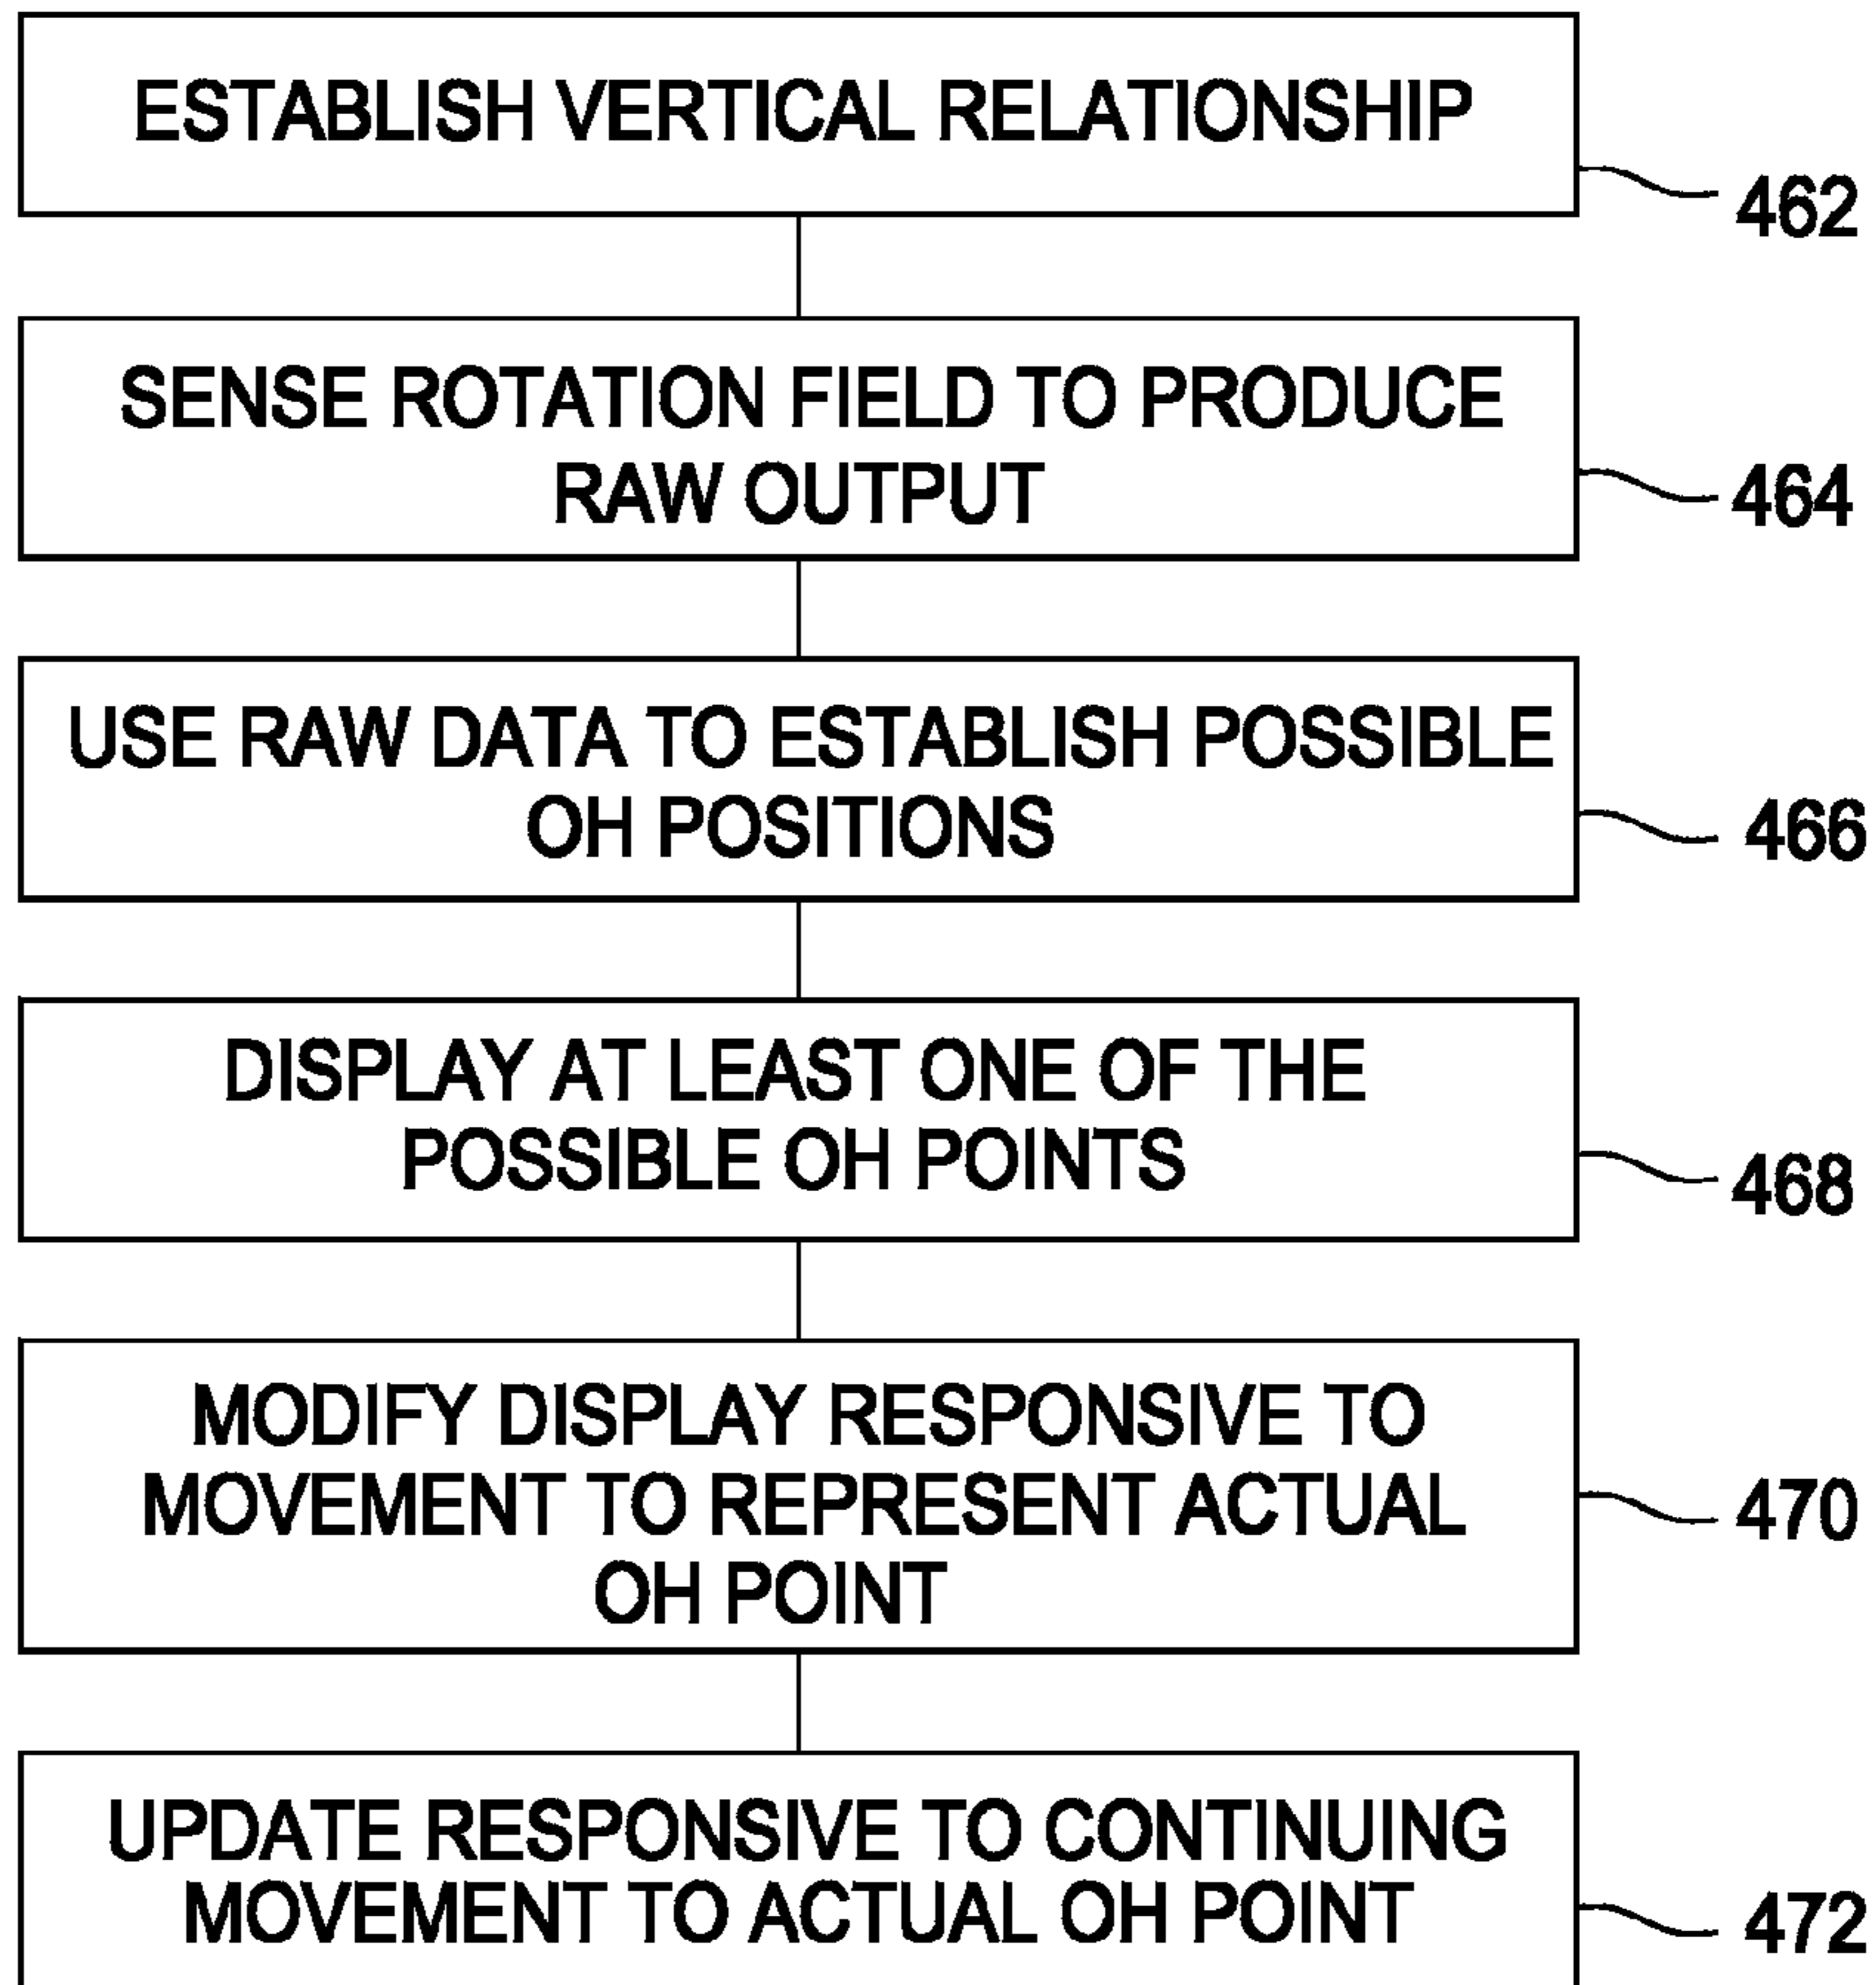 ESTABLISH VERTICAL RELATIONSHIP
462
SENSE ROTATION FIELD TO PRODUCE
RAW OUTPUT
464
USE RAW DATA TO ESTABLISH POSSIBLE
OH POSITIONS
466
DISPLAY AT LEAST ONE OF THE
POSSIBLE OH POINTS
468
MODIFY DISPLAY RESPONSIVE TO
MOVEMENT TO REPRESENT ACTUAL
OH POINT
470
UPDATE RESPONSIVE TO CONTINUING
MOVEMENT TO ACTUAL OH POINT
472